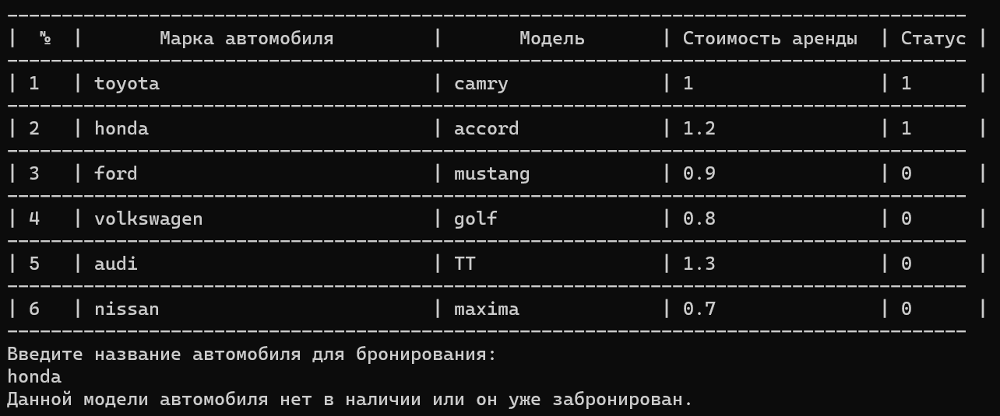 | № | Марка автомобиля | Модель | Стоимость аренды | Статус |
| 1 | toyota | camry | 1 | 1 |
| 2 | honda | accord | 1.2 | 1 |
| 3 | ford | mustang | 0.9 | 0 |
| 4 | volkswagen | golf | 0.8 | 0 |
| 5 | audi | TT | 1.3 | 0 |
| 6 | nissan | maxima | 0.7 | 0 |
Введите название автомобиля для бронирования:
honda
Данной модели автомобиля нет в наличии или он уже забронирован.